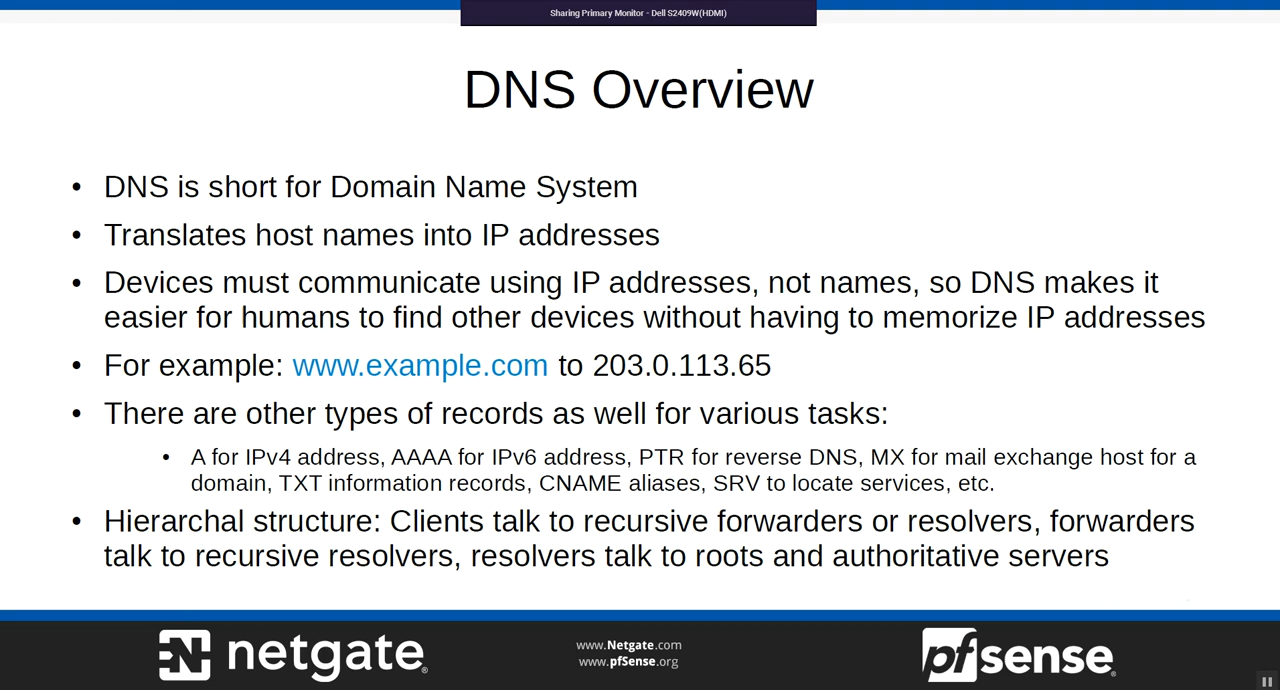 Sharing Primary Monitor - Dell S2409W(HDMI)
DNS Overview
• DNS is short for Domain Name System
• Translates host names into IP addresses
• Devices must communicate using IP addresses, not names, so DNS makes it
easier for humans to find other devices without having to memorize IP addresses
• For example: www.example.com to 203.0.113.65
• There are other types of records as well for various tasks:
• A for IPv4 address, AAAA for IPv6 address, PTR for reverse DNS, MX for mail exchange host for a
domain, TXT information records, CNAME aliases, SRV to locate services, etc.
• Hierarchal structure: Clients talk to recursive forwarders or resolvers, forwarders
talk to recursive resolvers, resolvers talk to roots and authoritative servers
N netgate®
www.Netgate.com
www.pfSense.org
pfsense®